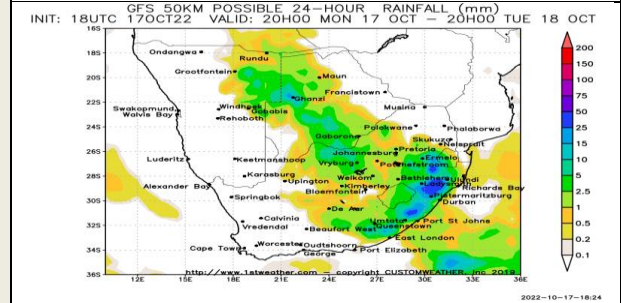 GFS 50KM POSSIBLE 24-HOUR RAINFALL (mm)
INIT: 18UTC 17OCT22 VALID: 20H00 MON 17 OCT - 20H00 TUE 18 OCT
16S
Ondangwa
Rundu
200
Grootfontein
150
20S
Maun
100
Francistown
75
22S
Ghanzi
Musina
50
Swakopmund
Windhoek
Gobabis
Walvis Bay
Rehoboth
25
24S
Polokwane
Phalaborwa
Gaborone
Skukuza
15
Pretoria
Nelspruit
26S
Johannesburg
Ermelo
10
Luderitz
Keetmanshoop
Vryburg
Potchefstroom
5
28S
Karasburg
Upington
Welkom
Bethlehem
Ulundi
Alexander Bay
Kimberley
Ladysmith
Richards Bay
2.5
Bloemfontein
Pietermaritzburg
30S
Springbok
Durban
1
De Aar
Calvinia
Umtata
Port St Johns
0.5
32S
Vredendal
Beaufort West
Queenstown
0.2
East London
Worcester
Oudtshoorn
0.1
34S
Cape Town
George
Port Elizabeth
36S
http://www.1stweather.com - copyright CUSTOMWEATHER, Inc 2019
12E 15E 18E 21E 24E 27E 30E 33E 36E
2022-10-17-18:24